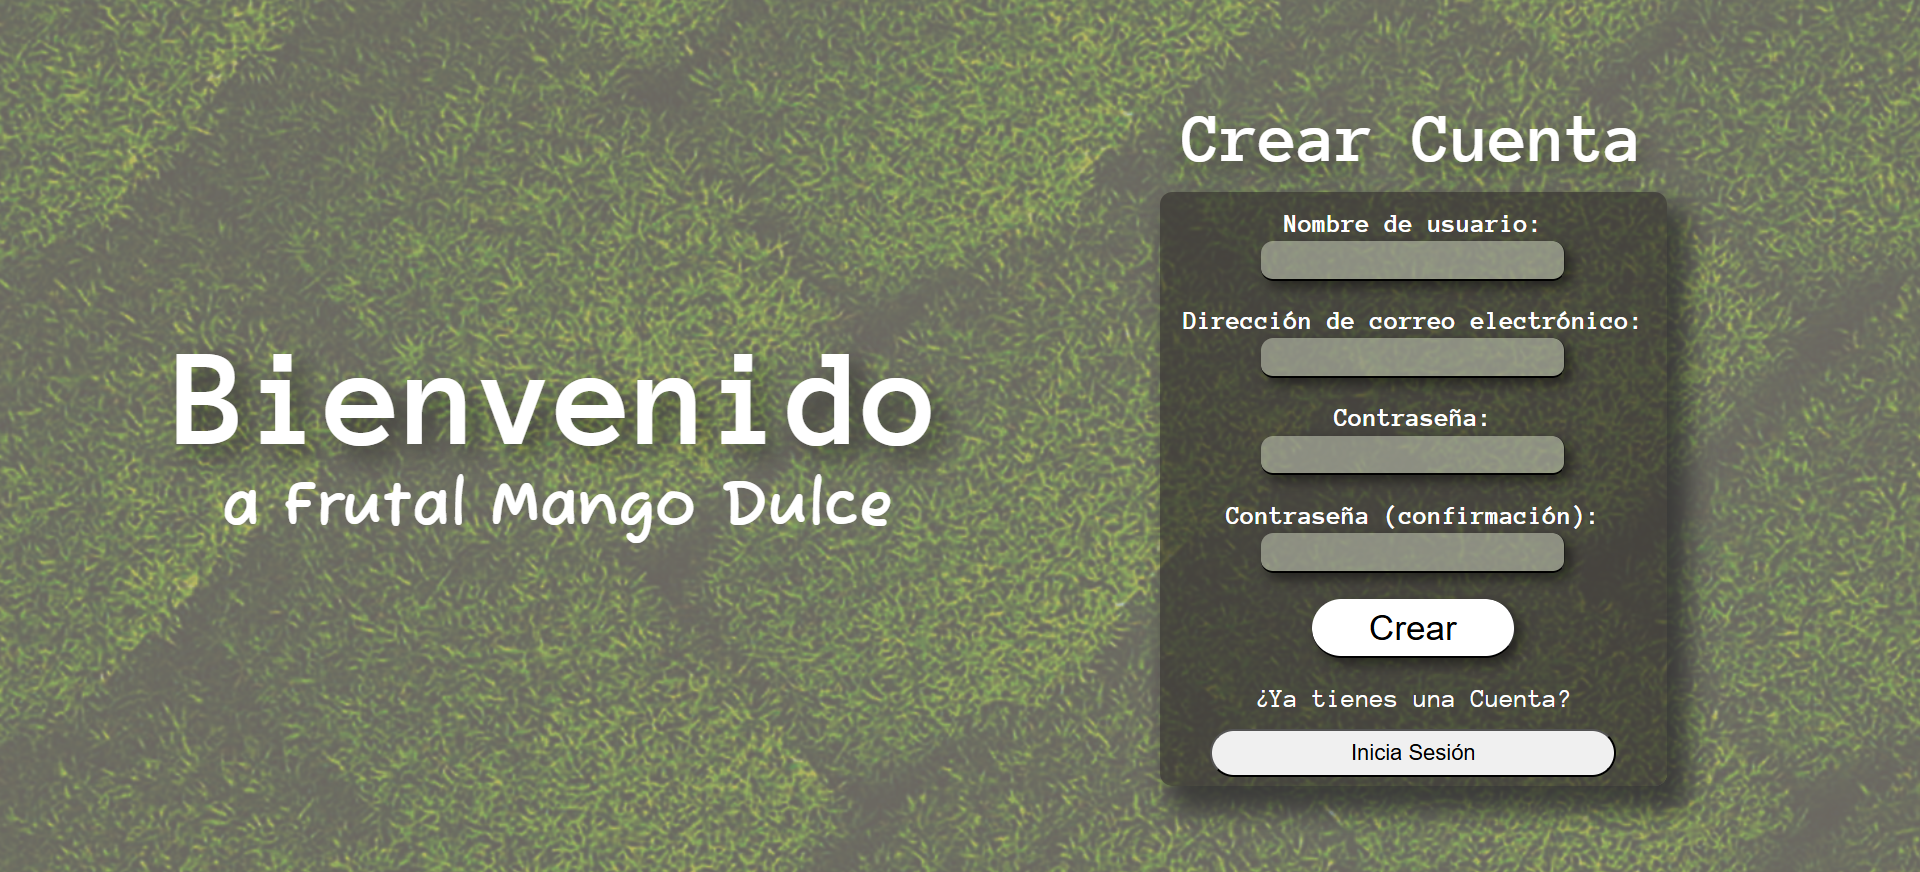 Bienvenido
a Frutal Mango Dulce
Crear Cuenta
Nombre de usuario:
Dirección de correo electrónico:
Contraseña:
Contraseña (confirmación):
Crear
¿Ya tienes una Cuenta?
Inicia Sesión